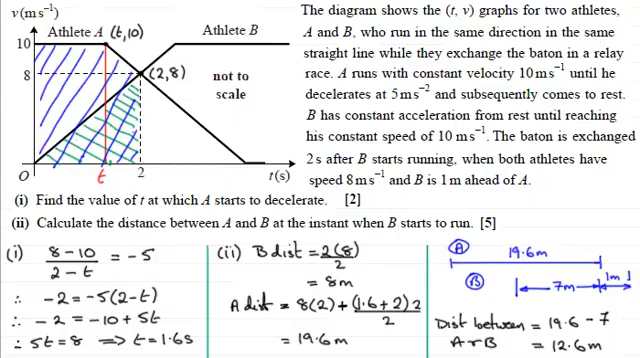 v(m s⁻¹)
Athlete A
(t,10)
Athlete B
10
8
(2,8)
not to
scale
O
t
2
t(s)
The diagram shows the (t, v) graphs for two athletes,
A and B, who run in the same direction in the same
straight line while they exchange the baton in a relay
race. A runs with constant velocity 10 m s⁻¹ until he
decelerates at 5 m s⁻² and subsequently comes to rest.
B has constant acceleration from rest until reaching
his constant speed of 10 m s⁻¹. The baton is exchanged
2 s after B starts running, when both athletes have
speed 8 m s⁻¹ and B is 1 m ahead of A.
(i) Find the value of t at which A starts to decelerate. [2]
(ii) Calculate the distance between A and B at the instant when B starts to run. [5]
(i) (8 - 10)/(2 - t) = -5
∴ -2 = -5(2-t)
∴ -2 = -10 + 5t
∴ 5t = 8 ⟹ t = 1.6s
(ii) B dist = 2(8)/2
= 8m
A dist = 8(2) + (1.6+2)2/2
= 19.6m
A
19.6m
B
7m
1m
Dist between = 19.6 - 7
A & B = 12.6m